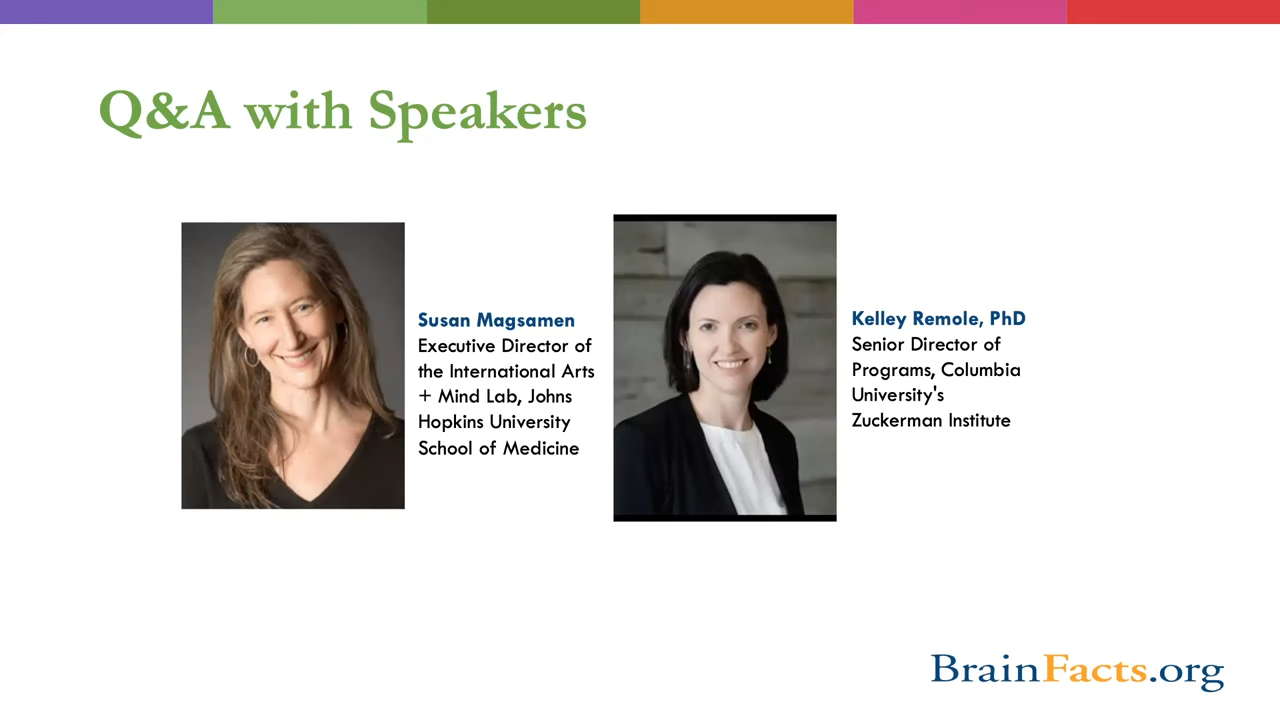 Q&A with Speakers
Susan Magsamen
Executive Director of
the International Arts
+ Mind Lab, Johns
Hopkins University
School of Medicine
Kelley Remole, PhD
Senior Director of
Programs, Columbia
University's
Zuckerman Institute
BrainFacts.org